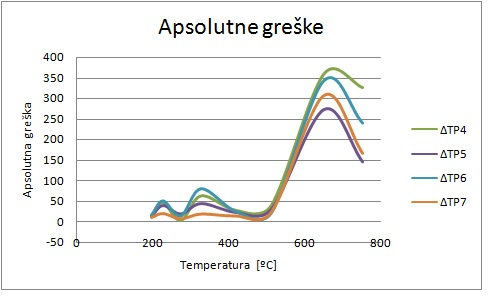 Apsolutne greške
400
350
300
250
200
150
100
50
0
-50
Apsolutna greška
0 200 400 600 800
Temperatura [ºC]
ΔTP4
ΔTP5
ΔTP6
ΔTP7